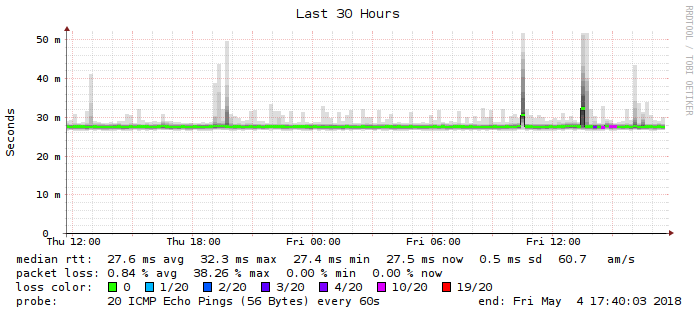 Last 30 Hours
RRDTOOL / TOBI OETIKER
Seconds
50 m
40 m
30 m
20 m
10 m
0
Thu 12:00 Thu 18:00 Fri 00:00 Fri 06:00 Fri 12:00
median rtt: 27.6 ms avg 32.3 ms max 27.4 ms min 27.5 ms now 0.5 ms sd 60.7 am/s
packet loss: 0.84 % avg 38.26 % max 0.00 % min 0.00 % now
loss color: 0 1/20 2/20 3/20 4/20 10/20 19/20
probe: 20 ICMP Echo Pings (56 Bytes) every 60s end: Fri May 4 17:40:03 2018